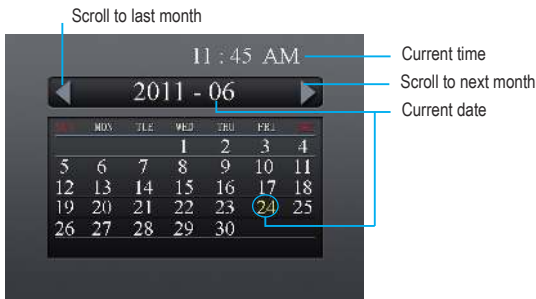 Scroll to last month
11 : 45 AM
Current time
2011 - 06
Scroll to next month
Current date
SUN MON TUE WED THU FRI SAT
1 2 3 4
5 6 7 8 9 10 11
12 13 14 15 16 17 18
19 20 21 22 23 24 25
26 27 28 29 30